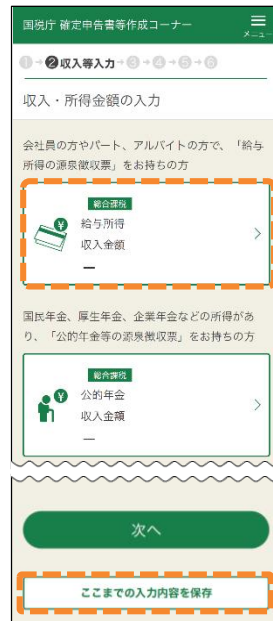 国税庁 確定申告書等作成コーナー
メニュー
1→2収入等入力→3→4→5→6
収入・所得金額の入力
会社員の方やパート、アルバイトの方で、「給与
所得の源泉徴収票」をお持ちの方
総合課税
給与所得
収入金額
ー
国民年金、厚生年金、企業年金などの所得があ
り、「公的年金等の源泉徴収票」をお持ちの方
総合課税
公的年金
収入金額
ー
次へ
ここまでの入力内容を保存